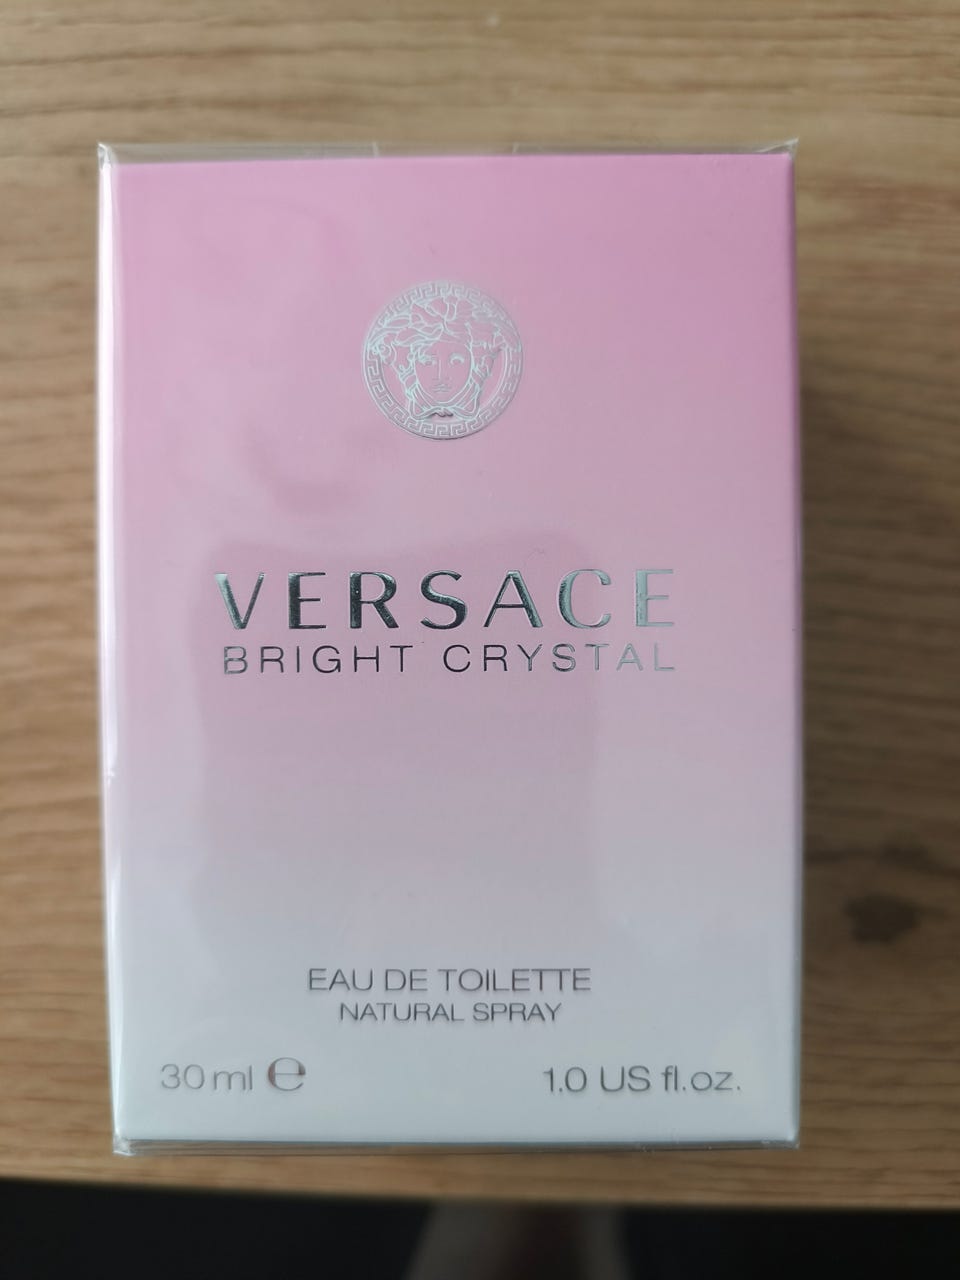 VERSACE
BRIGHT CRYSTAL
EAU DE TOILETTE
NATURAL SPRAY
30 ml ℮
1.0 US fl.oz.